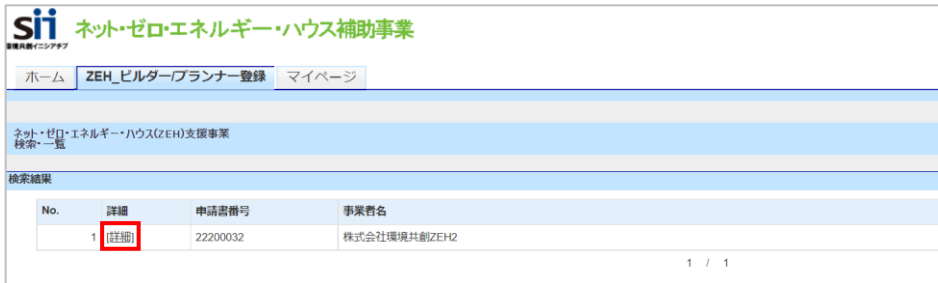 sii ネット・ゼロ・エネルギー・ハウス補助事業
環境共創イニシアチブ
ホーム ZEH_ビルダー/プランナー登録 マイページ
ネット・ゼロ・エネルギー・ハウス(ZEH)支援事業
検索・一覧
検索結果
No. 詳細 申請書番号 事業者名
1 [詳細] 22200032 株式会社環境共創ZEH2
1 / 1